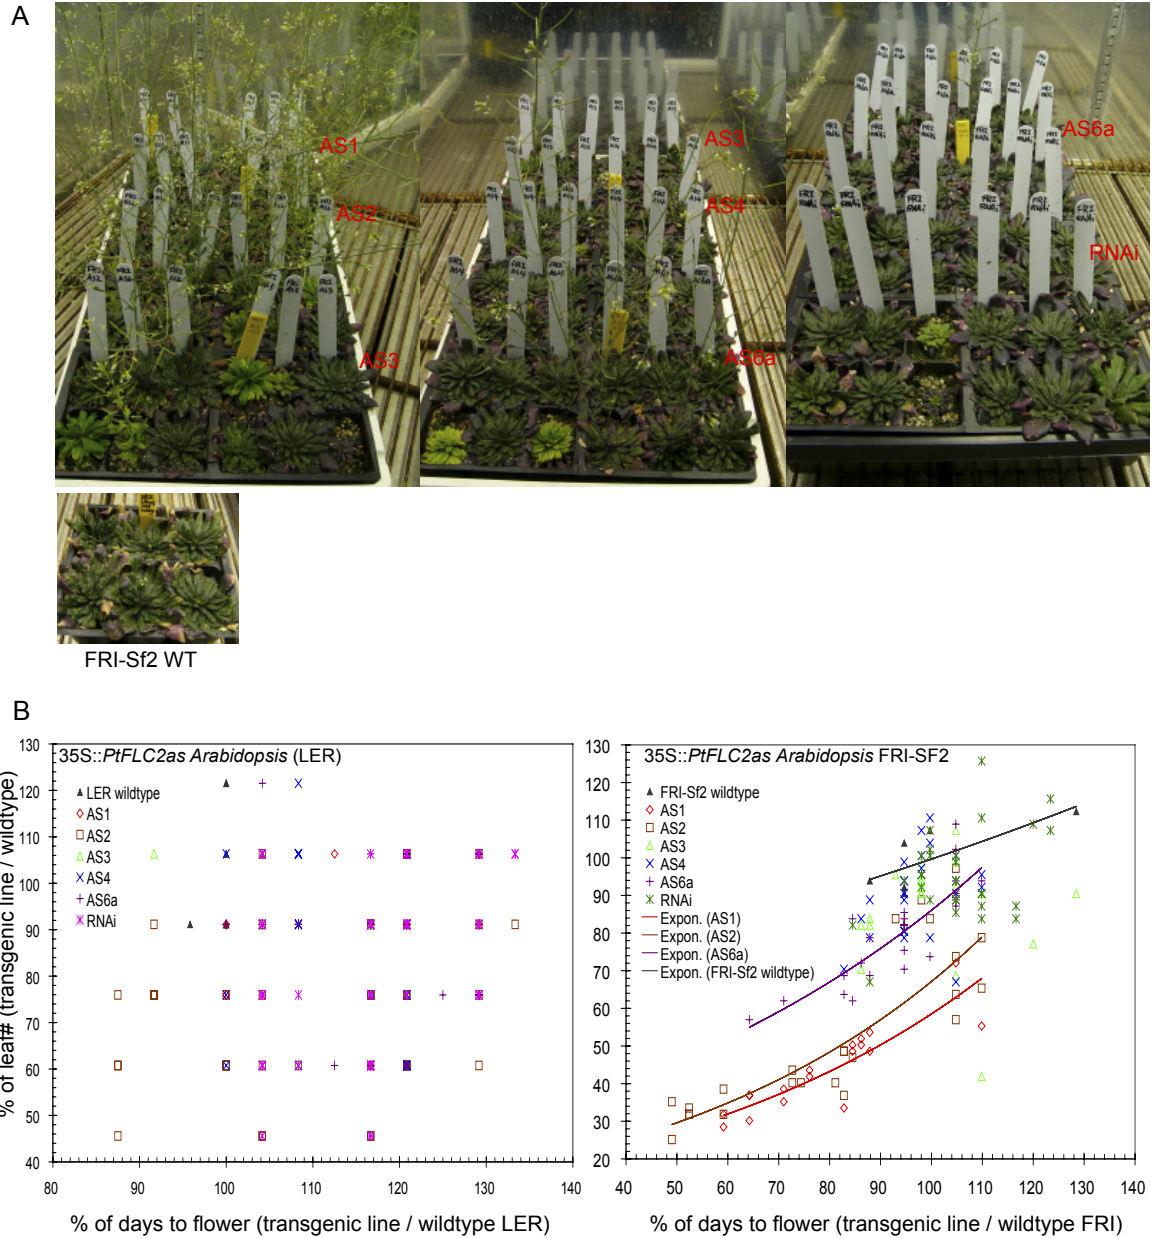 A
AS1
AS2
AS3
AS3
AS4
AS6a
AS6a
RNAi
FRI-Sf2 WT
B
35S::PtFLC2as Arabidopsis (LER)
LER wildtype
AS1
AS2
AS3
AS4
AS6a
RNAi
% of leaf# (transgenic line / wildtype)
130
120
110
100
90
80
70
60
50
40
80
90
100
110
120
130
140
% of days to flower (transgenic line / wildtype LER)
35S::PtFLC2as Arabidopsis FRI-SF2
FRI-Sf2 wildtype
AS1
AS2
AS3
AS4
AS6a
RNAi
Expon. (AS1)
Expon. (AS2)
Expon. (AS6a)
Expon. (FRI-Sf2 wildtype)
130
120
110
100
90
80
70
60
50
40
30
20
40
50
60
70
80
90
100
110
120
130
140
% of days to flower (transgenic line / wildtype FRI)